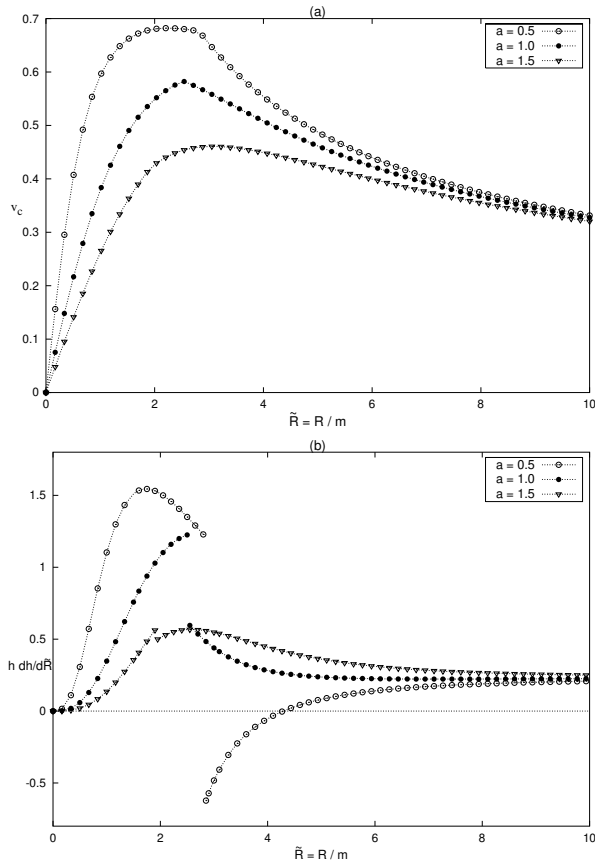 (a)
0.7
0.6
0.5
0.4
0.3
0.2
0.1
0
v_c
0
2
4
6
8
10
R̃ = R / m
a = 0.5
a = 1.0
a = 1.5
(b)
1.5
1
0.5
0
-0.5
h dh/dR̃
0
2
4
6
8
10
R̃ = R / m
a = 0.5
a = 1.0
a = 1.5